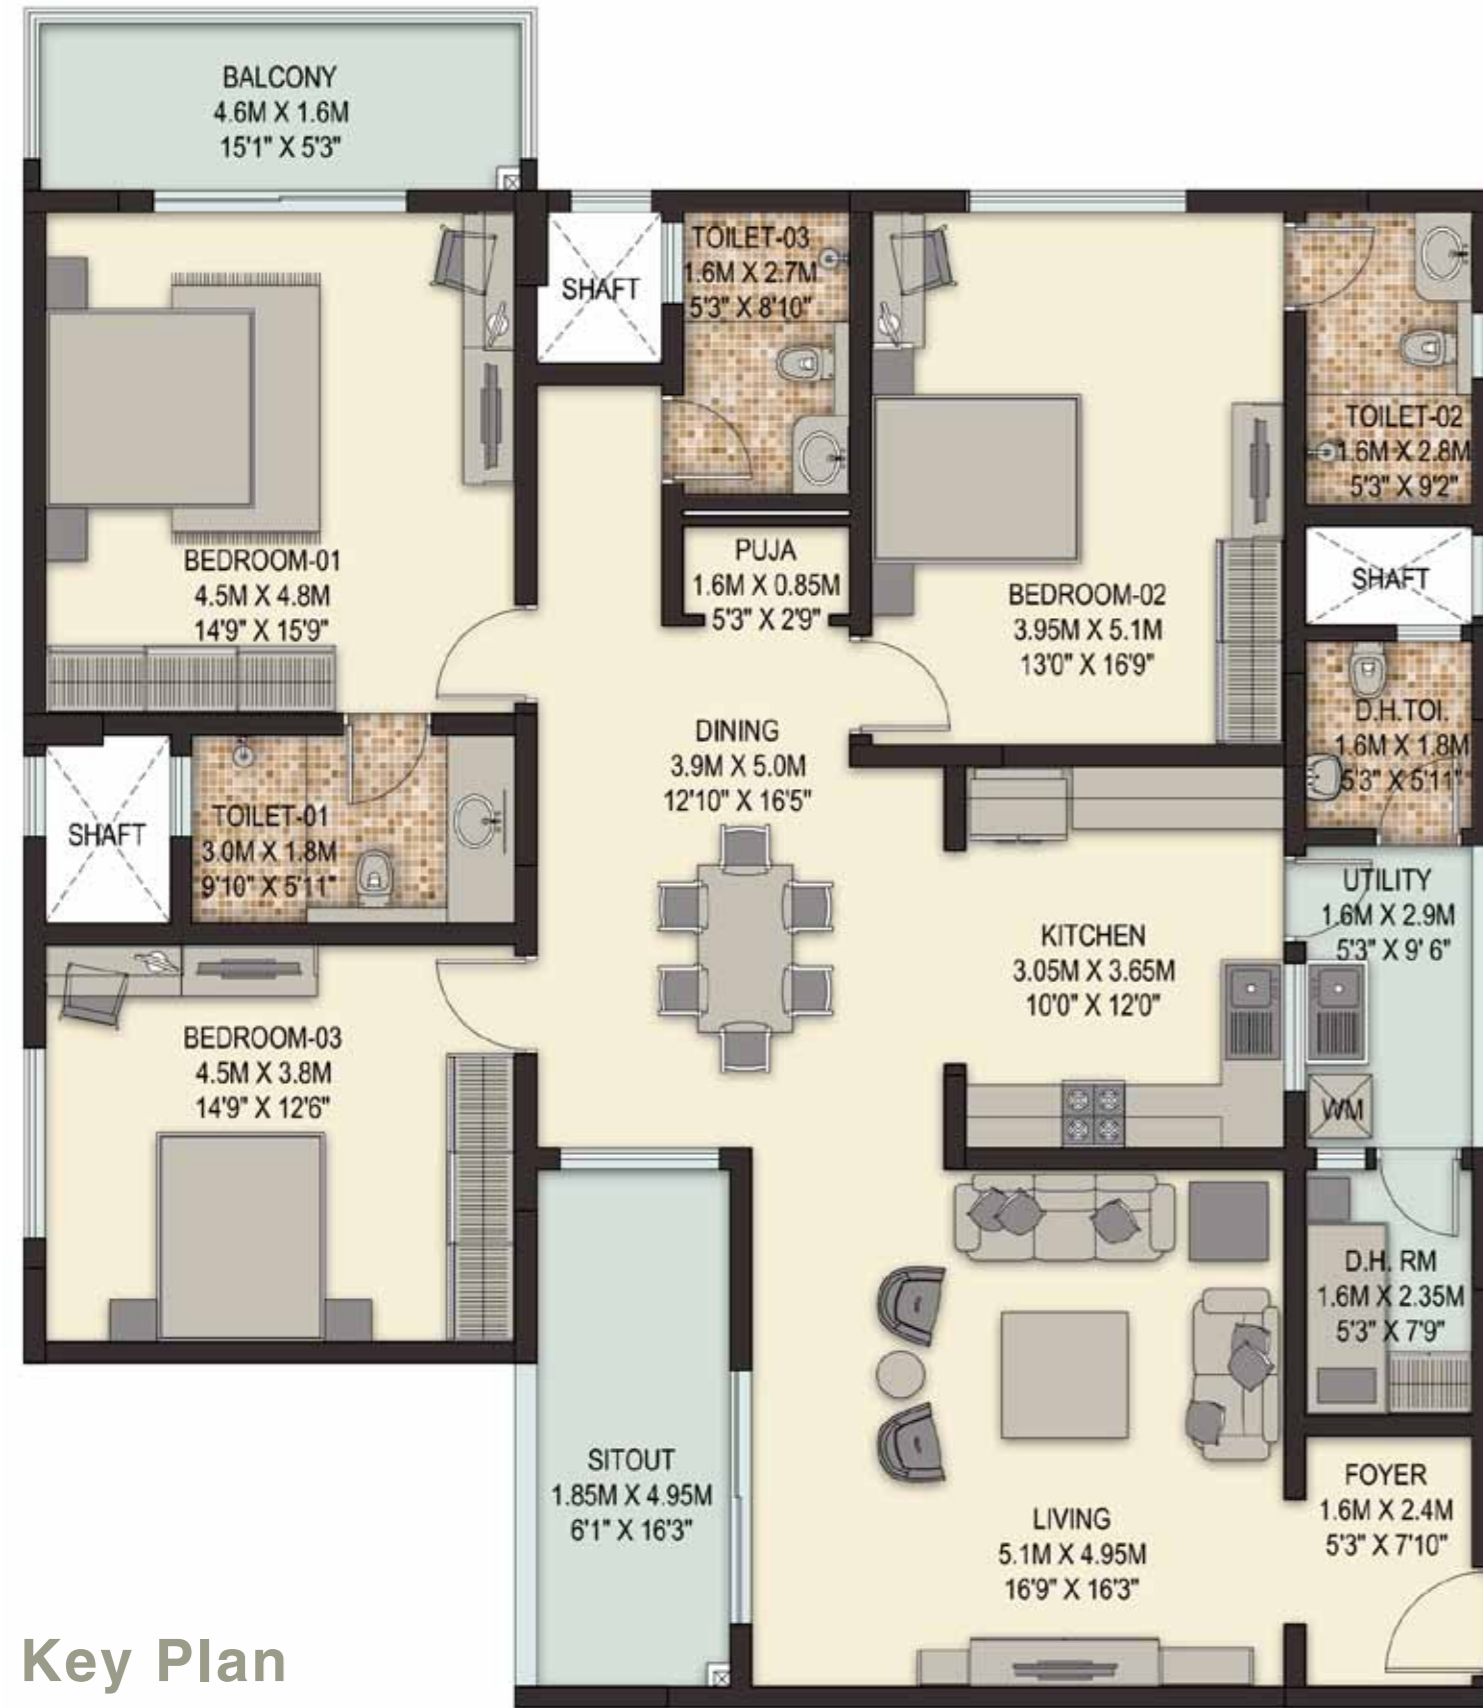 BALCONY
4.6M X 1.6M
15'1" X 5'3"
SHAFT
TOILET-03
1.6M X 2.7M
5'3" X 8'10"
TOILET-02
1.6M X 2.8M
5'3" X 9'2"
BEDROOM-01
4.5M X 4.8M
14'9" X 15'9"
PUJA
1.6M X 0.85M
5'3" X 2'9"
BEDROOM-02
3.95M X 5.1M
13'0" X 16'9"
SHAFT
D.H.TOI.
1.6M X 1.8M
5'3" X 5'11"
DINING
3.9M X 5.0M
12'10" X 16'5"
SHAFT
TOILET-01
3.0M X 1.8M
9'10" X 5'11"
UTILITY
1.6M X 2.9M
5'3" X 9' 6"
KITCHEN
3.05M X 3.65M
10'0" X 12'0"
BEDROOM-03
4.5M X 3.8M
14'9" X 12'6"
WM
D.H. RM
1.6M X 2.35M
5'3" X 7'9"
SITOUT
1.85M X 4.95M
6'1" X 16'3"
FOYER
1.6M X 2.4M
5'3" X 7'10"
LIVING
5.1M X 4.95M
16'9" X 16'3"
Key Plan